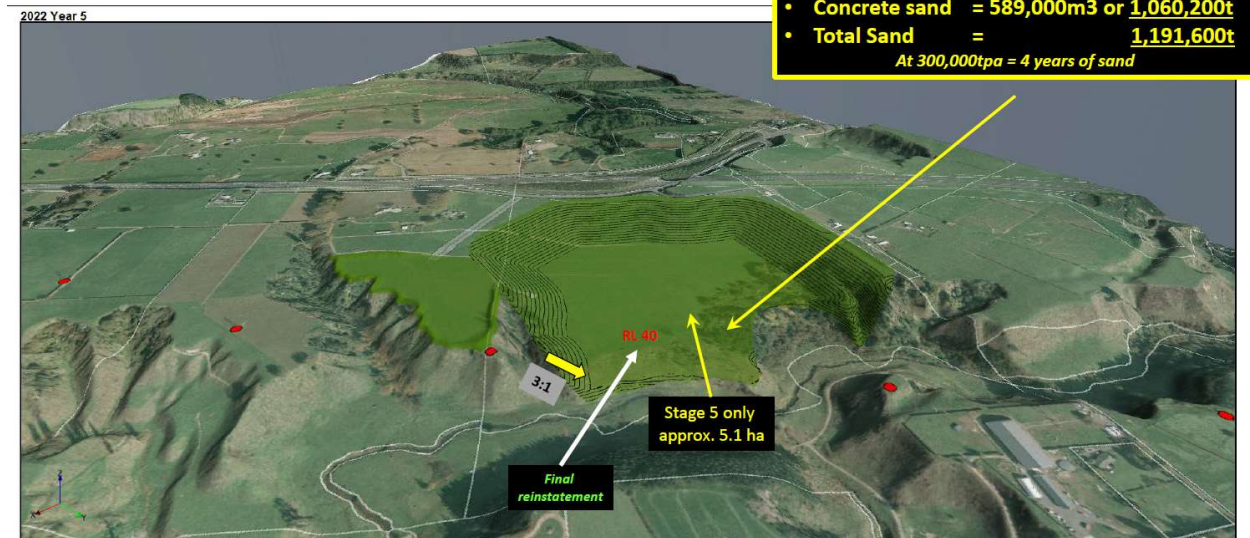 2022 Year 5
• Concrete sand = 589,000m3 or 1,060,200t
• Total Sand = 1,191,600t
At 300,000tpa = 4 years of sand
RL 40
3:1
Stage 5 only
approx. 5.1 ha
Final
reinstatement
Z
X
Y